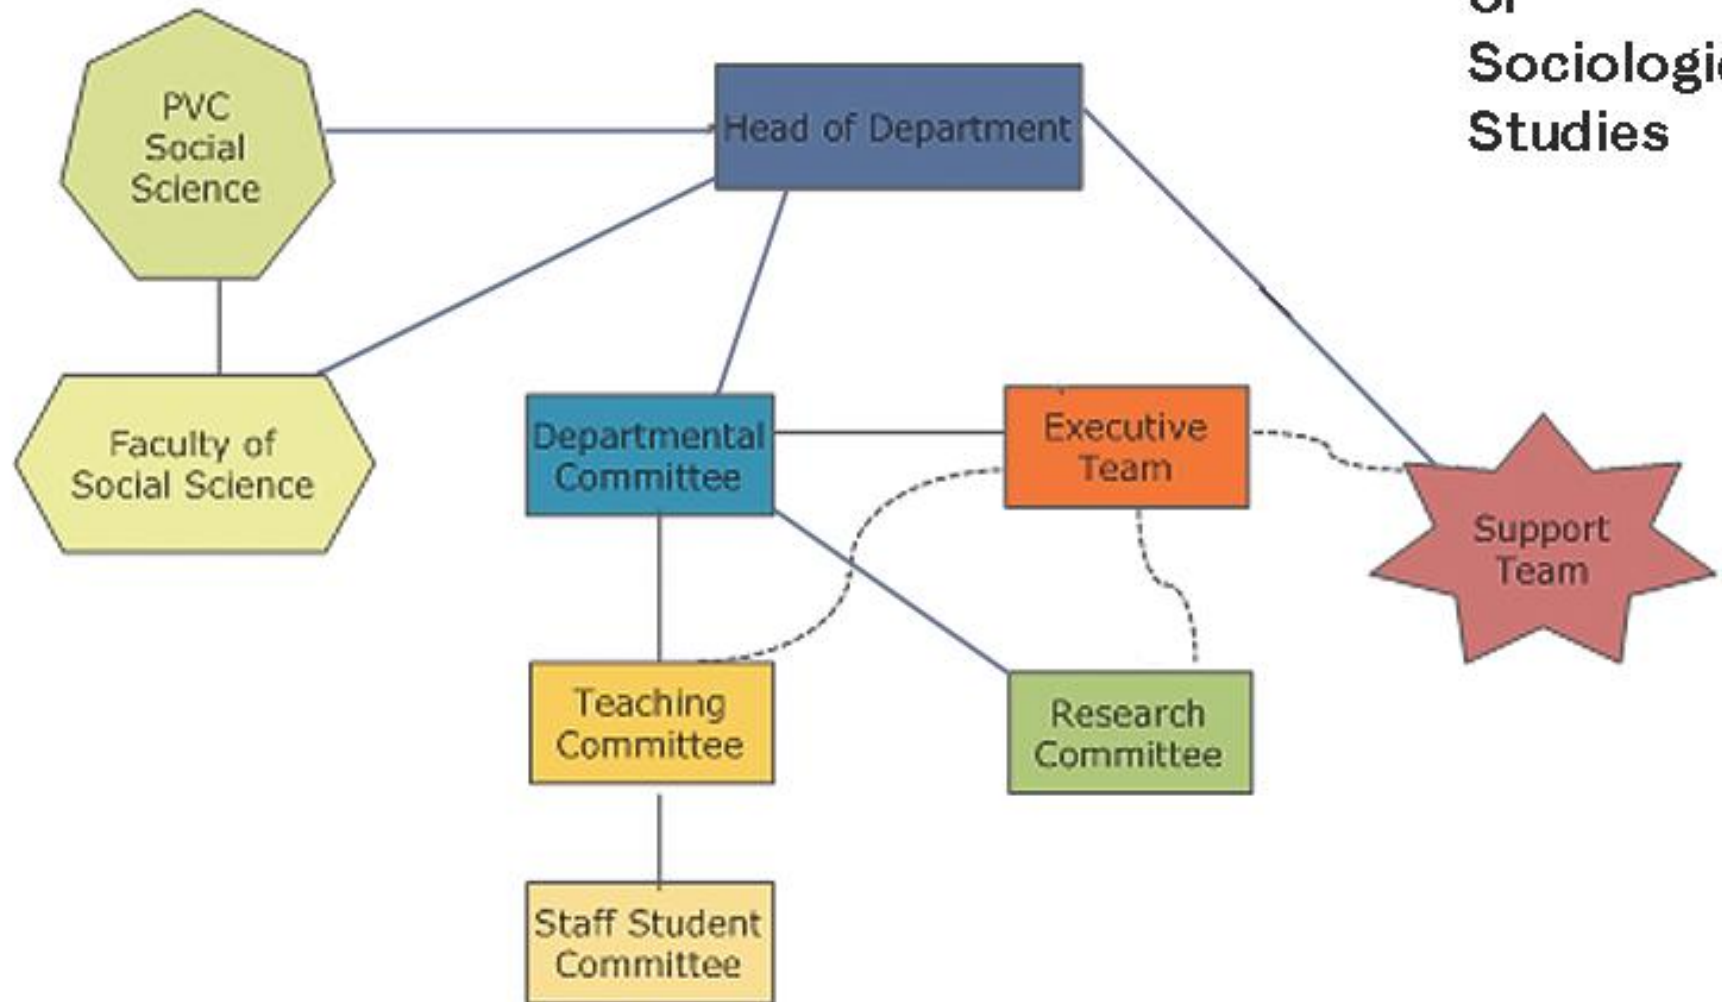 Sociologi
Studies
PVC
Social
Science
Head of Department
Faculty of
Social Science
Departmental
Committee
Executive
Team
Support
Team
Teaching
Committee
Research
Committee
Staff Student
Committee